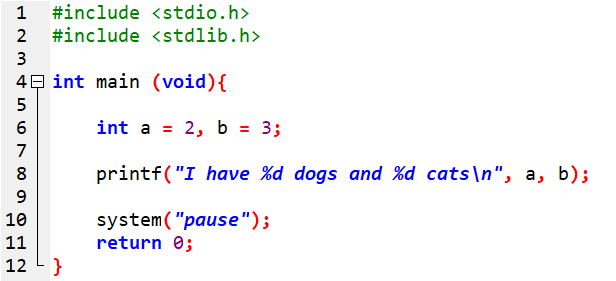 1 #include <stdio.h>
2 #include <stdlib.h>
3
4 int main (void){
5
6 int a = 2, b = 3;
7
8 printf("I have %d dogs and %d cats\n", a, b);
9
10 system("pause");
11 return 0;
12 }